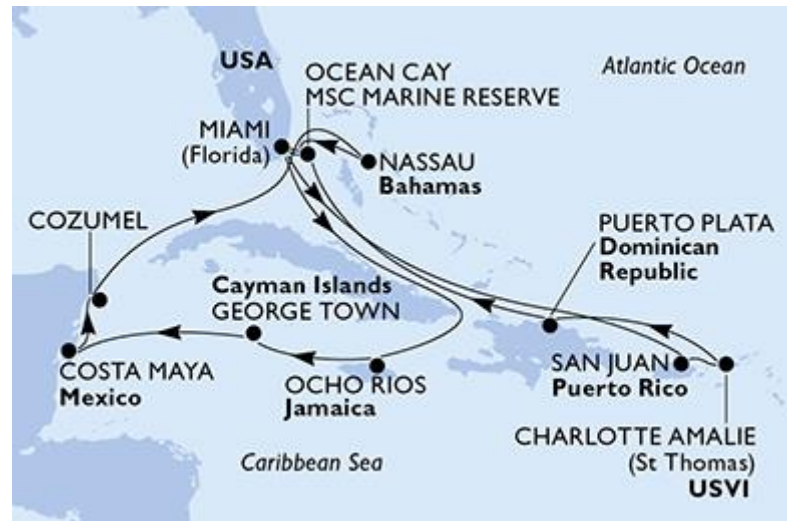 USA
OCEAN CAY
MSC MARINE RESERVE
Atlantic Ocean
MIAMI
(Florida)
NASSAU
Bahamas
COZUMEL
PUERTO PLATA
Dominican
Republic
Cayman Islands
GEORGE TOWN
COSTA MAYA
Mexico
OCHO RIOS
Jamaica
SAN JUAN
Puerto Rico
CHARLOTTE AMALIE
(St Thomas)
USVI
Caribbean Sea